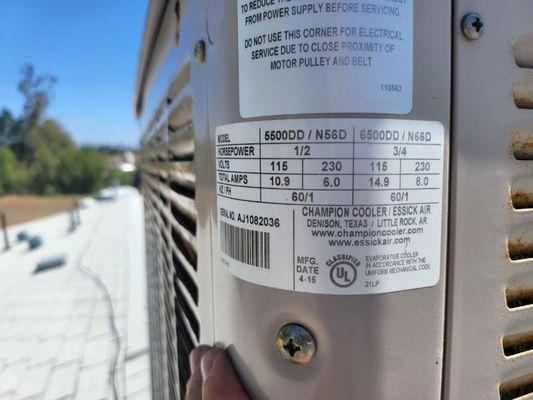 TO REDUCE THE
FROM POWER SUPPLY BEFORE SERVICING.
DO NOT USE THIS CORNER FOR ELECTRICAL
SERVICE DUE TO CLOSE PROXIMITY OF
MOTOR PULLEY AND BELT
110562
MODEL 5500DD / N56D 6500DD / N66D
HORSEPOWER 1/2 3/4
VOLTS 115 230 115 230
TOTAL AMPS 10.9 6.0 14.9 8.0
HZ / PH 60/1 60/1
SERIAL NO. AJ1082036
CHAMPION COOLER / ESSICK AIR
DENISON, TEXAS / LITTLE ROCK, AR
www.championcooler.com
www.essickair.com
MFG.
DATE
4-15
CLASSIFIED
UL
EVAPORATIVE COOLER
IN ACCORDANCE WITH THE
UNIFORM MECHANICAL CODE
21LP